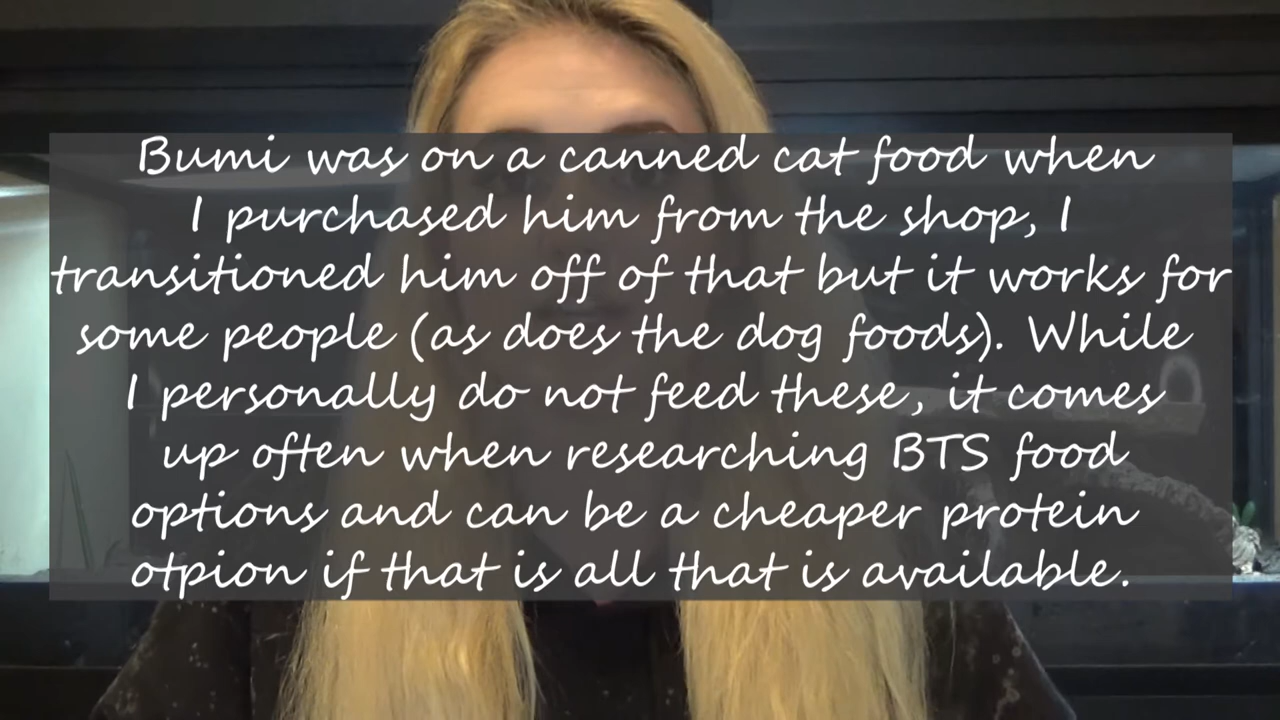 Bumi was on a canned cat food when
I purchased him from the shop, I
transitioned him off of that but it works for
some people (as does the dog foods). While
I personally do not feed these, it comes
up often when researching BTS food
options and can be a cheaper protein
otpion if that is all that is available.